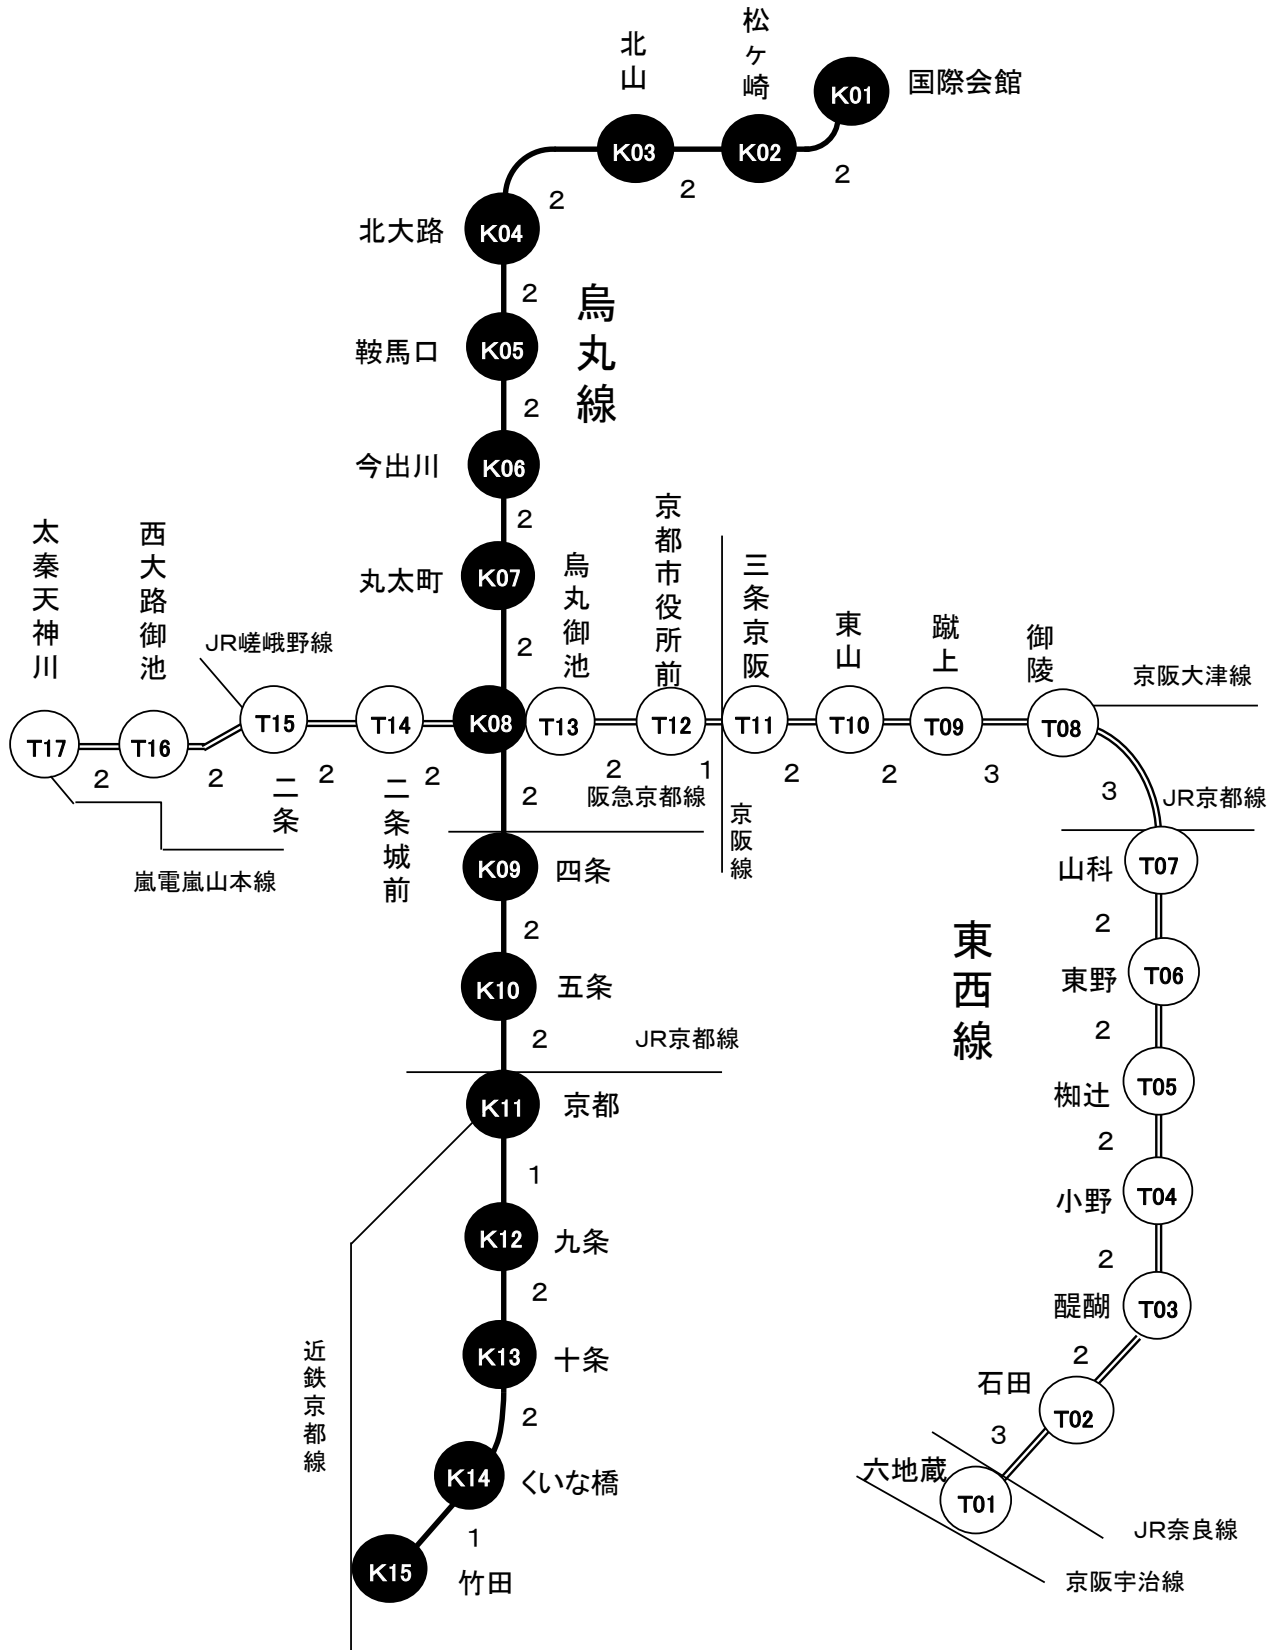 国際会館
K01
松ヶ崎
K02
2
北山
K03
2
2
北大路
K04
2
鞍馬口
K05
2
今出川
K06
2
丸太町
K07
2
烏丸線
太秦天神川
T17
2
西大路御池
T16
2
JR嵯峨野線
T15
二条
2
T14
二条城前
2
K08
烏丸御池
T13
2
京都市役所前
T12
1
三条京阪
T11
2
東山
T10
2
蹴上
T09
3
御陵
T08
京阪大津線
3
JR京都線
嵐電嵐山本線
阪急京都線
京阪線
2
K09
四条
2
K10
五条
2
JR京都線
K11
京都
1
K12
九条
2
K13
十条
2
K14
くいな橋
1
K15
竹田
近鉄京都線
東西線
山科
T07
2
東野
T06
2
椥辻
T05
2
小野
T04
2
醍醐
T03
2
石田
T02
3
六地蔵
T01
JR奈良線
京阪宇治線